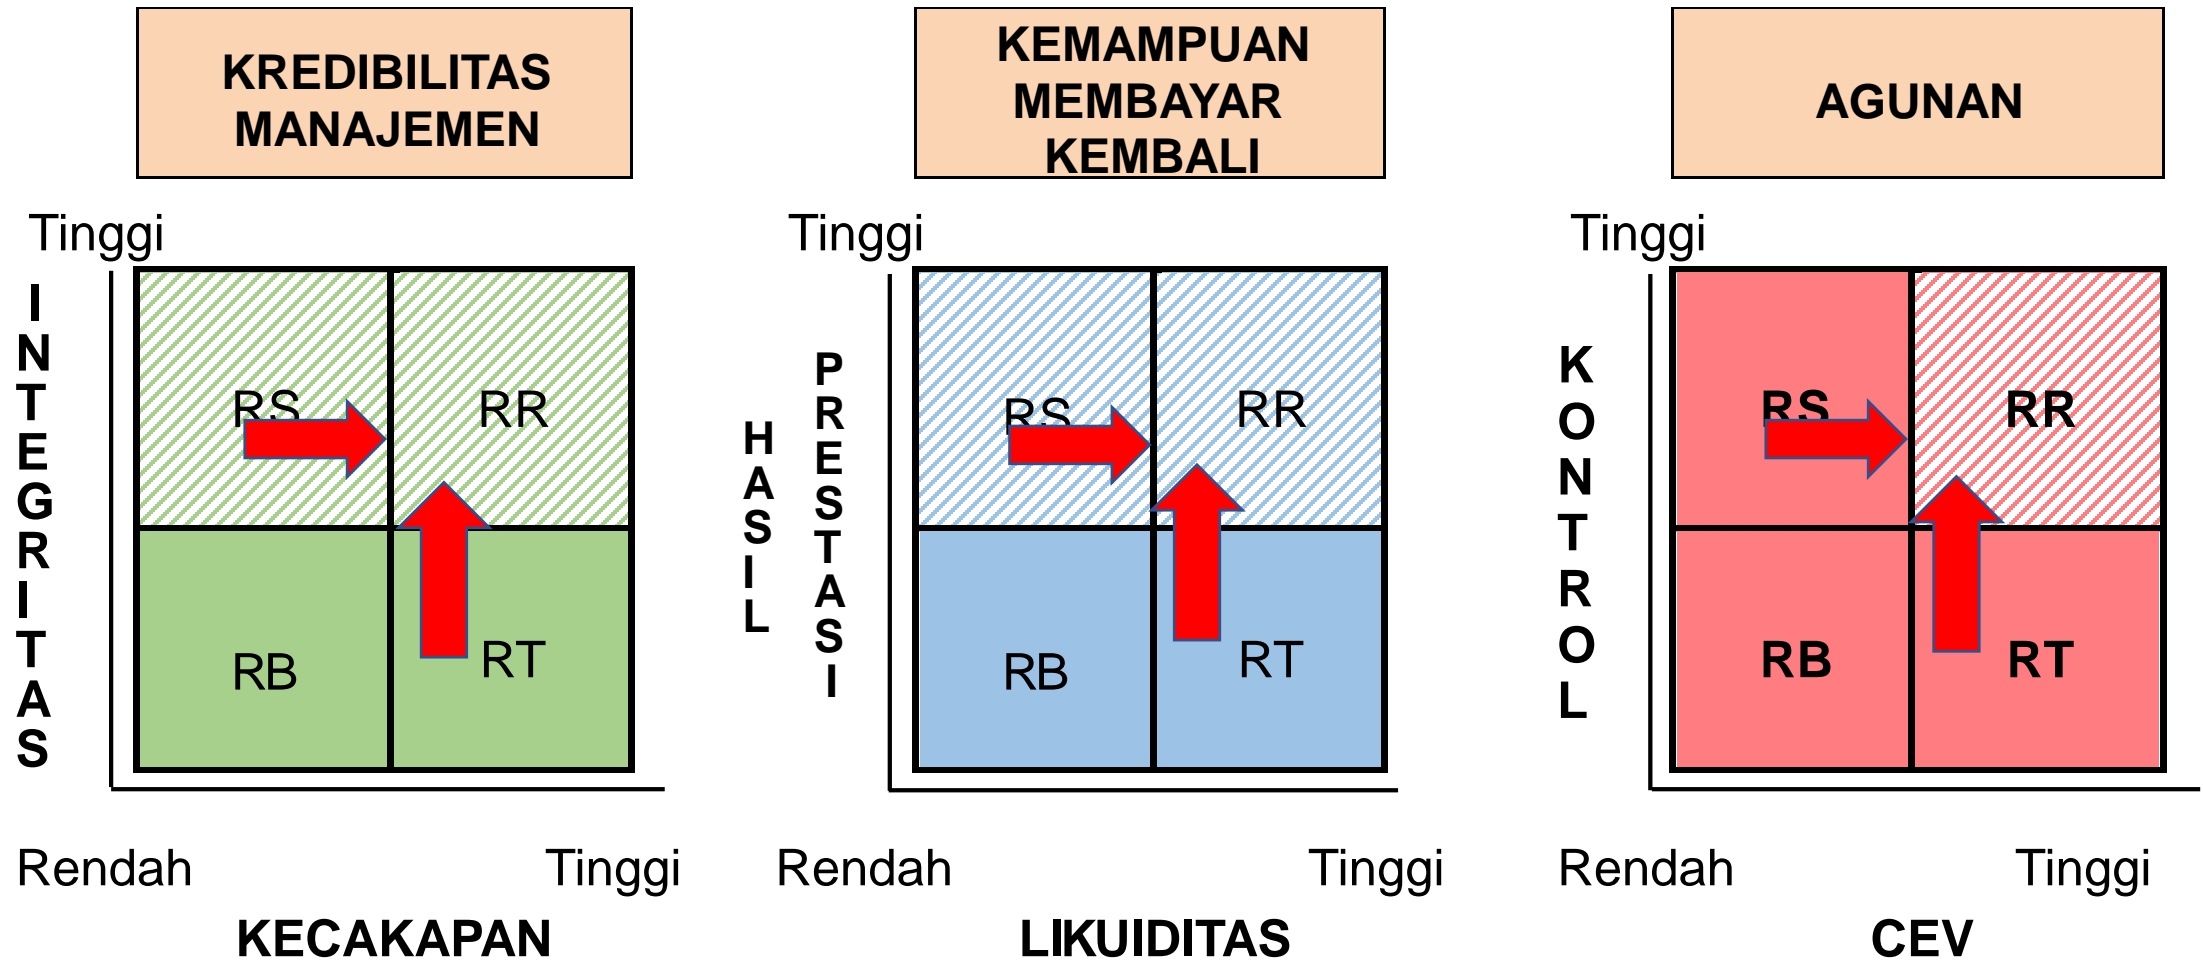 KREDIBILITAS
MANAJEMEN
Tinggi
INTEGRITAS
RS
RR
RB
RT
Rendah
Tinggi
KECAKAPAN
KEMAMPUAN
MEMBAYAR
KEMBALI
Tinggi
HASIL
PRESTASI
RS
RR
RB
RT
Rendah
Tinggi
LIKUIDITAS
AGUNAN
Tinggi
KONTROL
RS
RR
RB
RT
Rendah
Tinggi
CEV